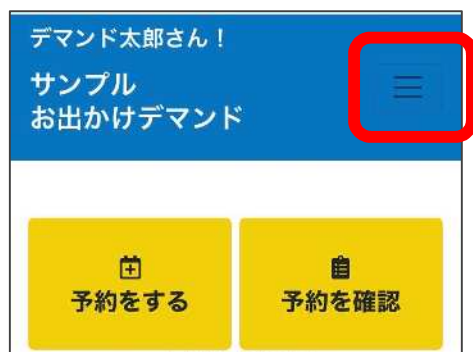 デマンド太郎さん！
サンプル
お出かけデマンド
予約をする
予約を確認